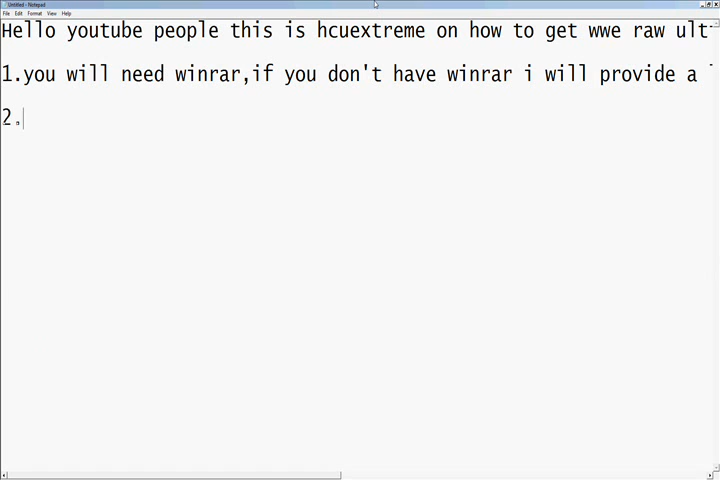 Untitled - Notepad
File Edit Format View Help
Hello youtube people this is hcuextreme on how to get wwe raw ult
1.you will need winrar,if you don't have winrar i will provide a
2.